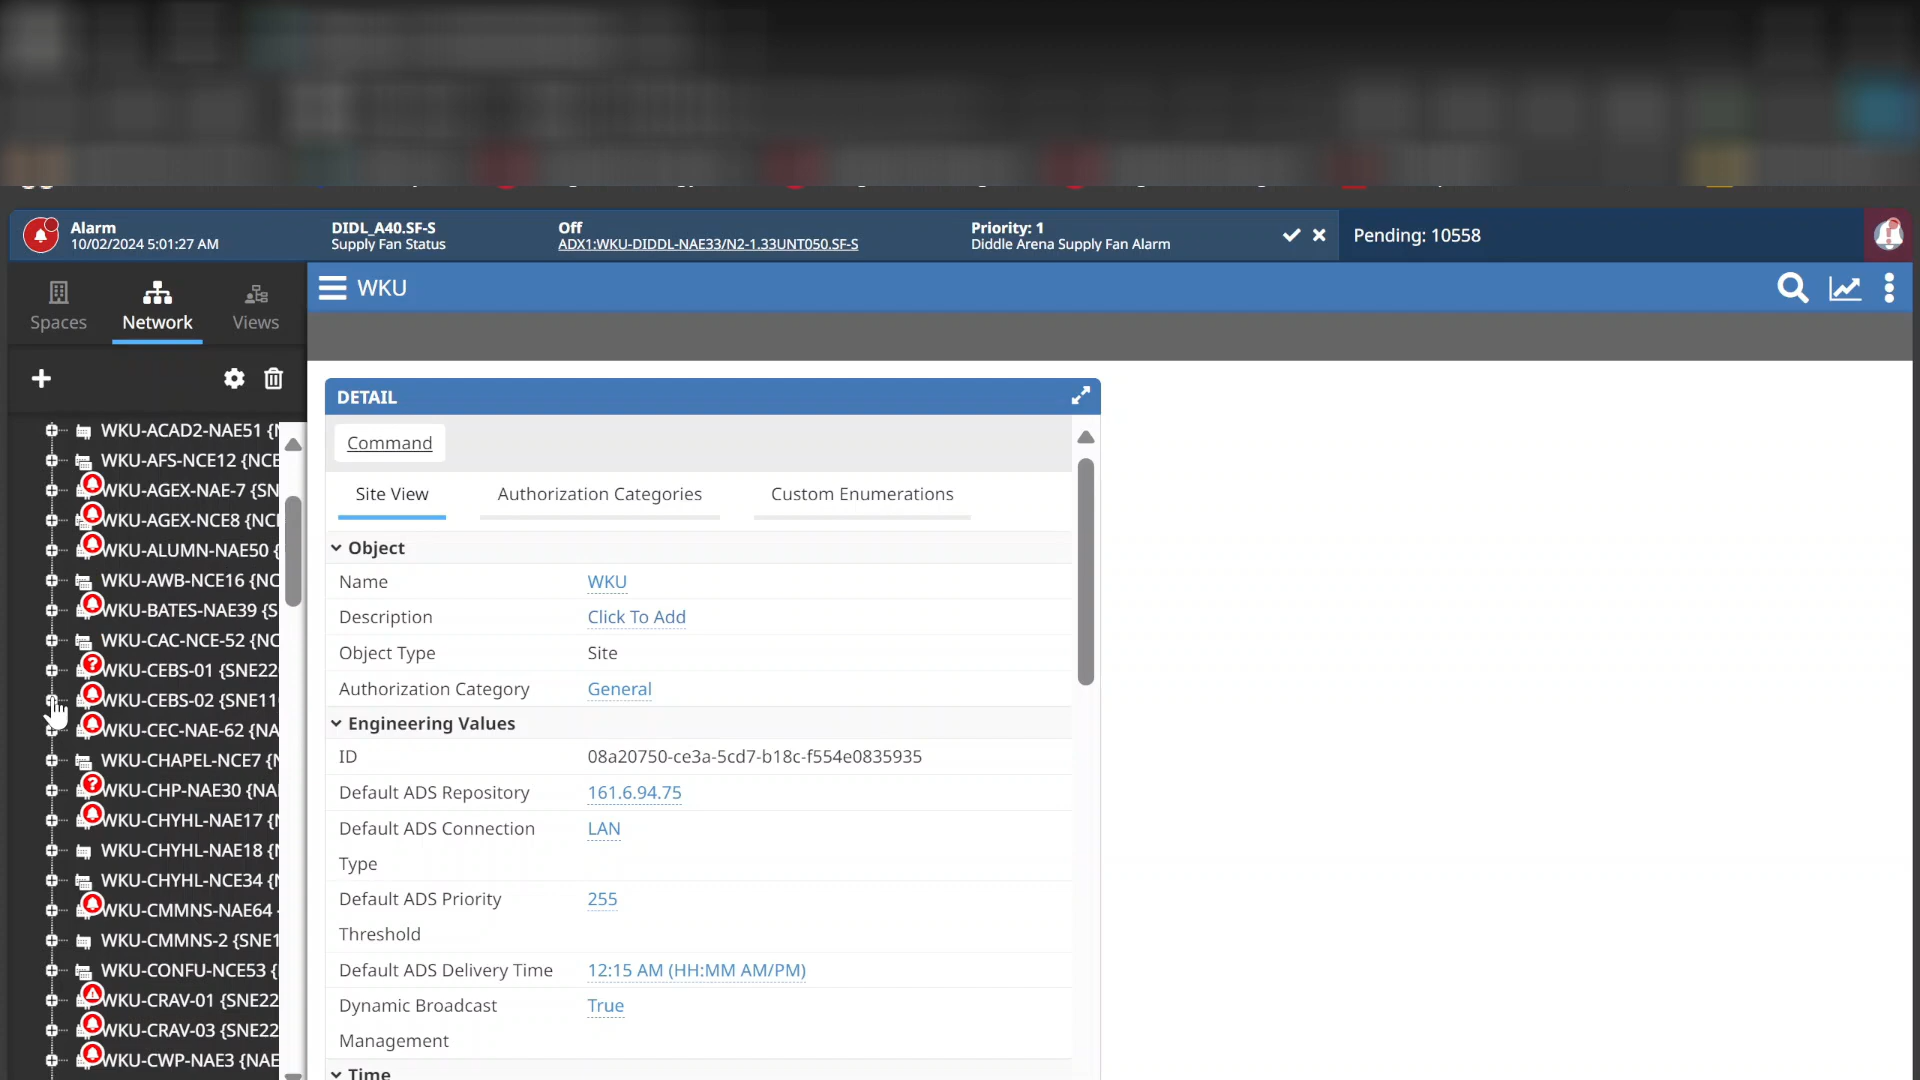 Alarm
10/02/2024 5:01:27 AM
DIDL_A40.SF-S
Supply Fan Status
Off
ADX1:WKU-DIDDL-NAE33/N2-1.33UNT050.SF-S
Priority: 1
Diddle Arena Supply Fan Alarm
Pending: 10558
Spaces
Network
Views
WKU
WKU-ACAD2-NAE51 {N
WKU-AFS-NCE12 {NCE
WKU-AGEX-NAE-7 {SN
WKU-AGEX-NCE8 {NCE
WKU-ALUMN-NAE50 {
WKU-AWB-NCE16 {NC
WKU-BATES-NAE39 {S
WKU-CAC-NCE-52 {NC
WKU-CEBS-01 {SNE22
WKU-CEBS-02 {SNE110
WKU-CEC-NAE-62 {NA
WKU-CHAPEL-NCE7 {N
WKU-CHP-NAE30 {NA
WKU-CHYHL-NAE17 {N
WKU-CHYHL-NAE18 {N
WKU-CHYHL-NCE34 {N
WKU-CMMNS-NAE64
WKU-CMMNS-2 {SNE1
WKU-CONFU-NCE53 {
WKU-CRAV-01 {SNE22
WKU-CRAV-03 {SNE22
WKU-CWP-NAE3 {NAE
DETAIL
Command
Site View
Authorization Categories
Custom Enumerations
Object
Name WKU
Description Click To Add
Object Type Site
Authorization Category General
Engineering Values
ID 08a20750-ce3a-5cd7-b18c-f554e0835935
Default ADS Repository 161.6.94.75
Default ADS Connection LAN
Type
Default ADS Priority 255
Threshold
Default ADS Delivery Time 12:15 AM (HH:MM AM/PM)
Dynamic Broadcast True
Management
Time